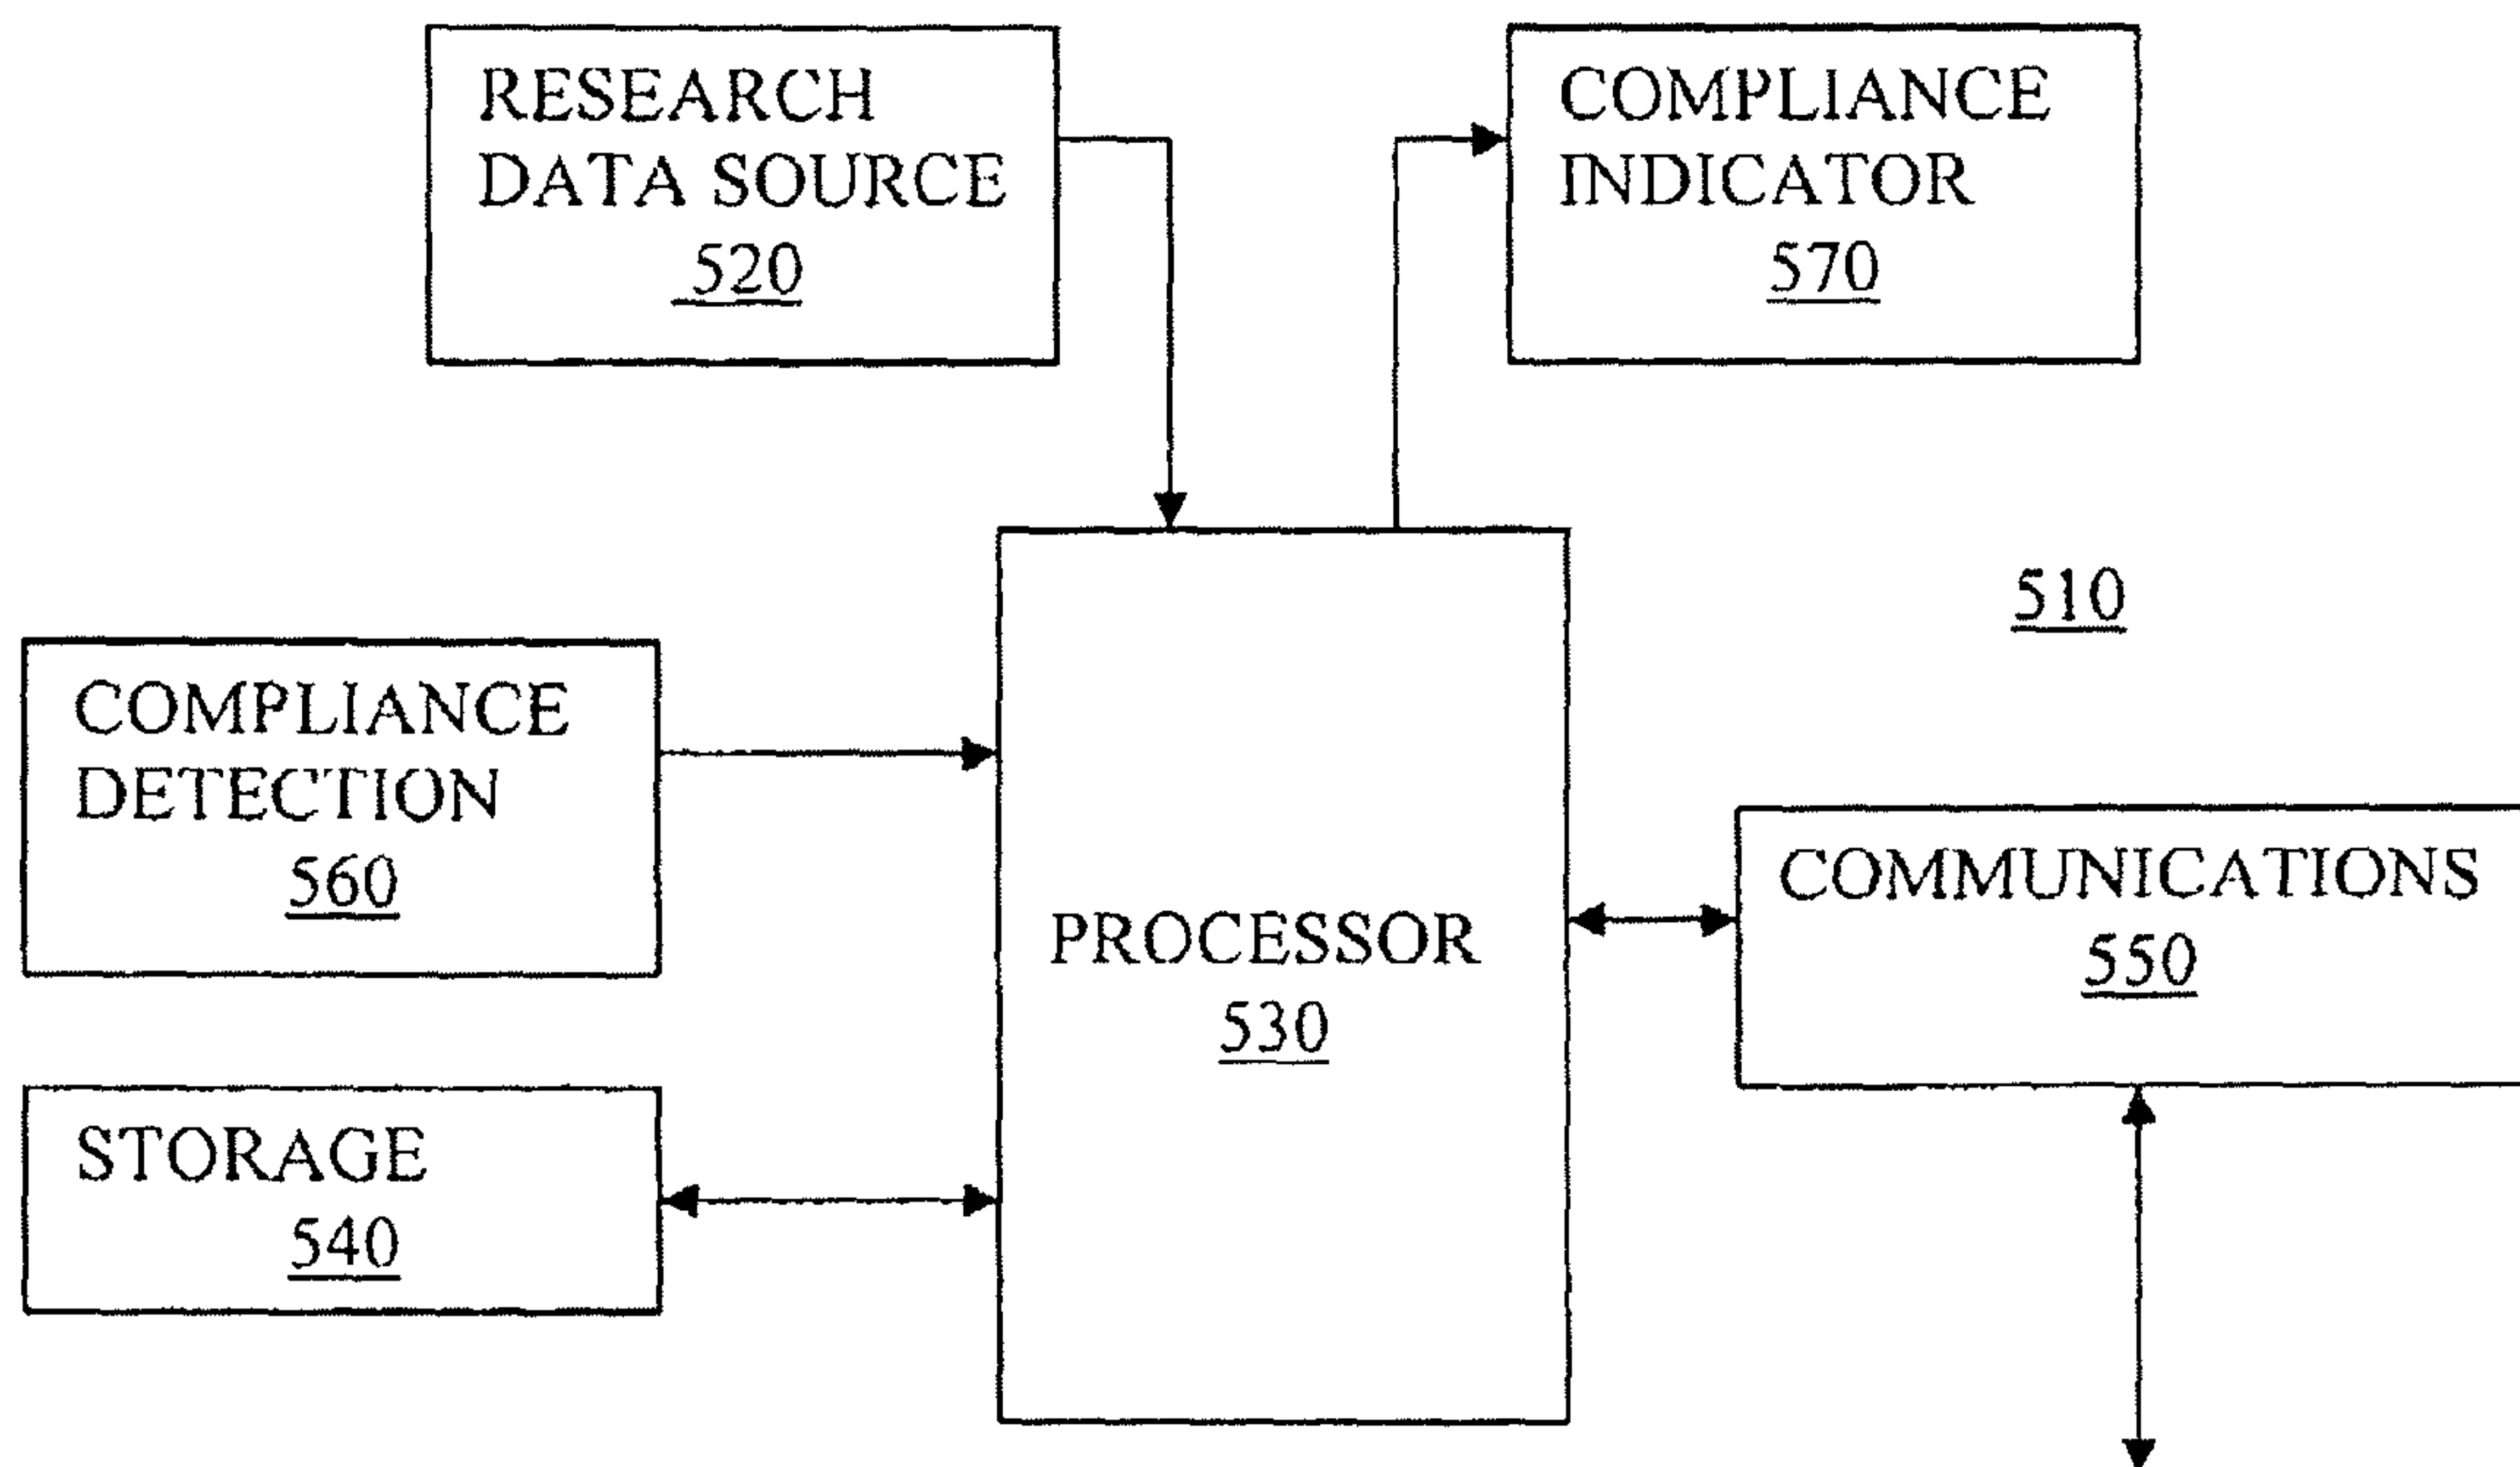 RESEARCH
DATA SOURCE
520
COMPLIANCE
INDICATOR
570
510
COMPLIANCE
DETECTION
560
PROCESSOR
530
COMMUNICATIONS
550
STORAGE
540